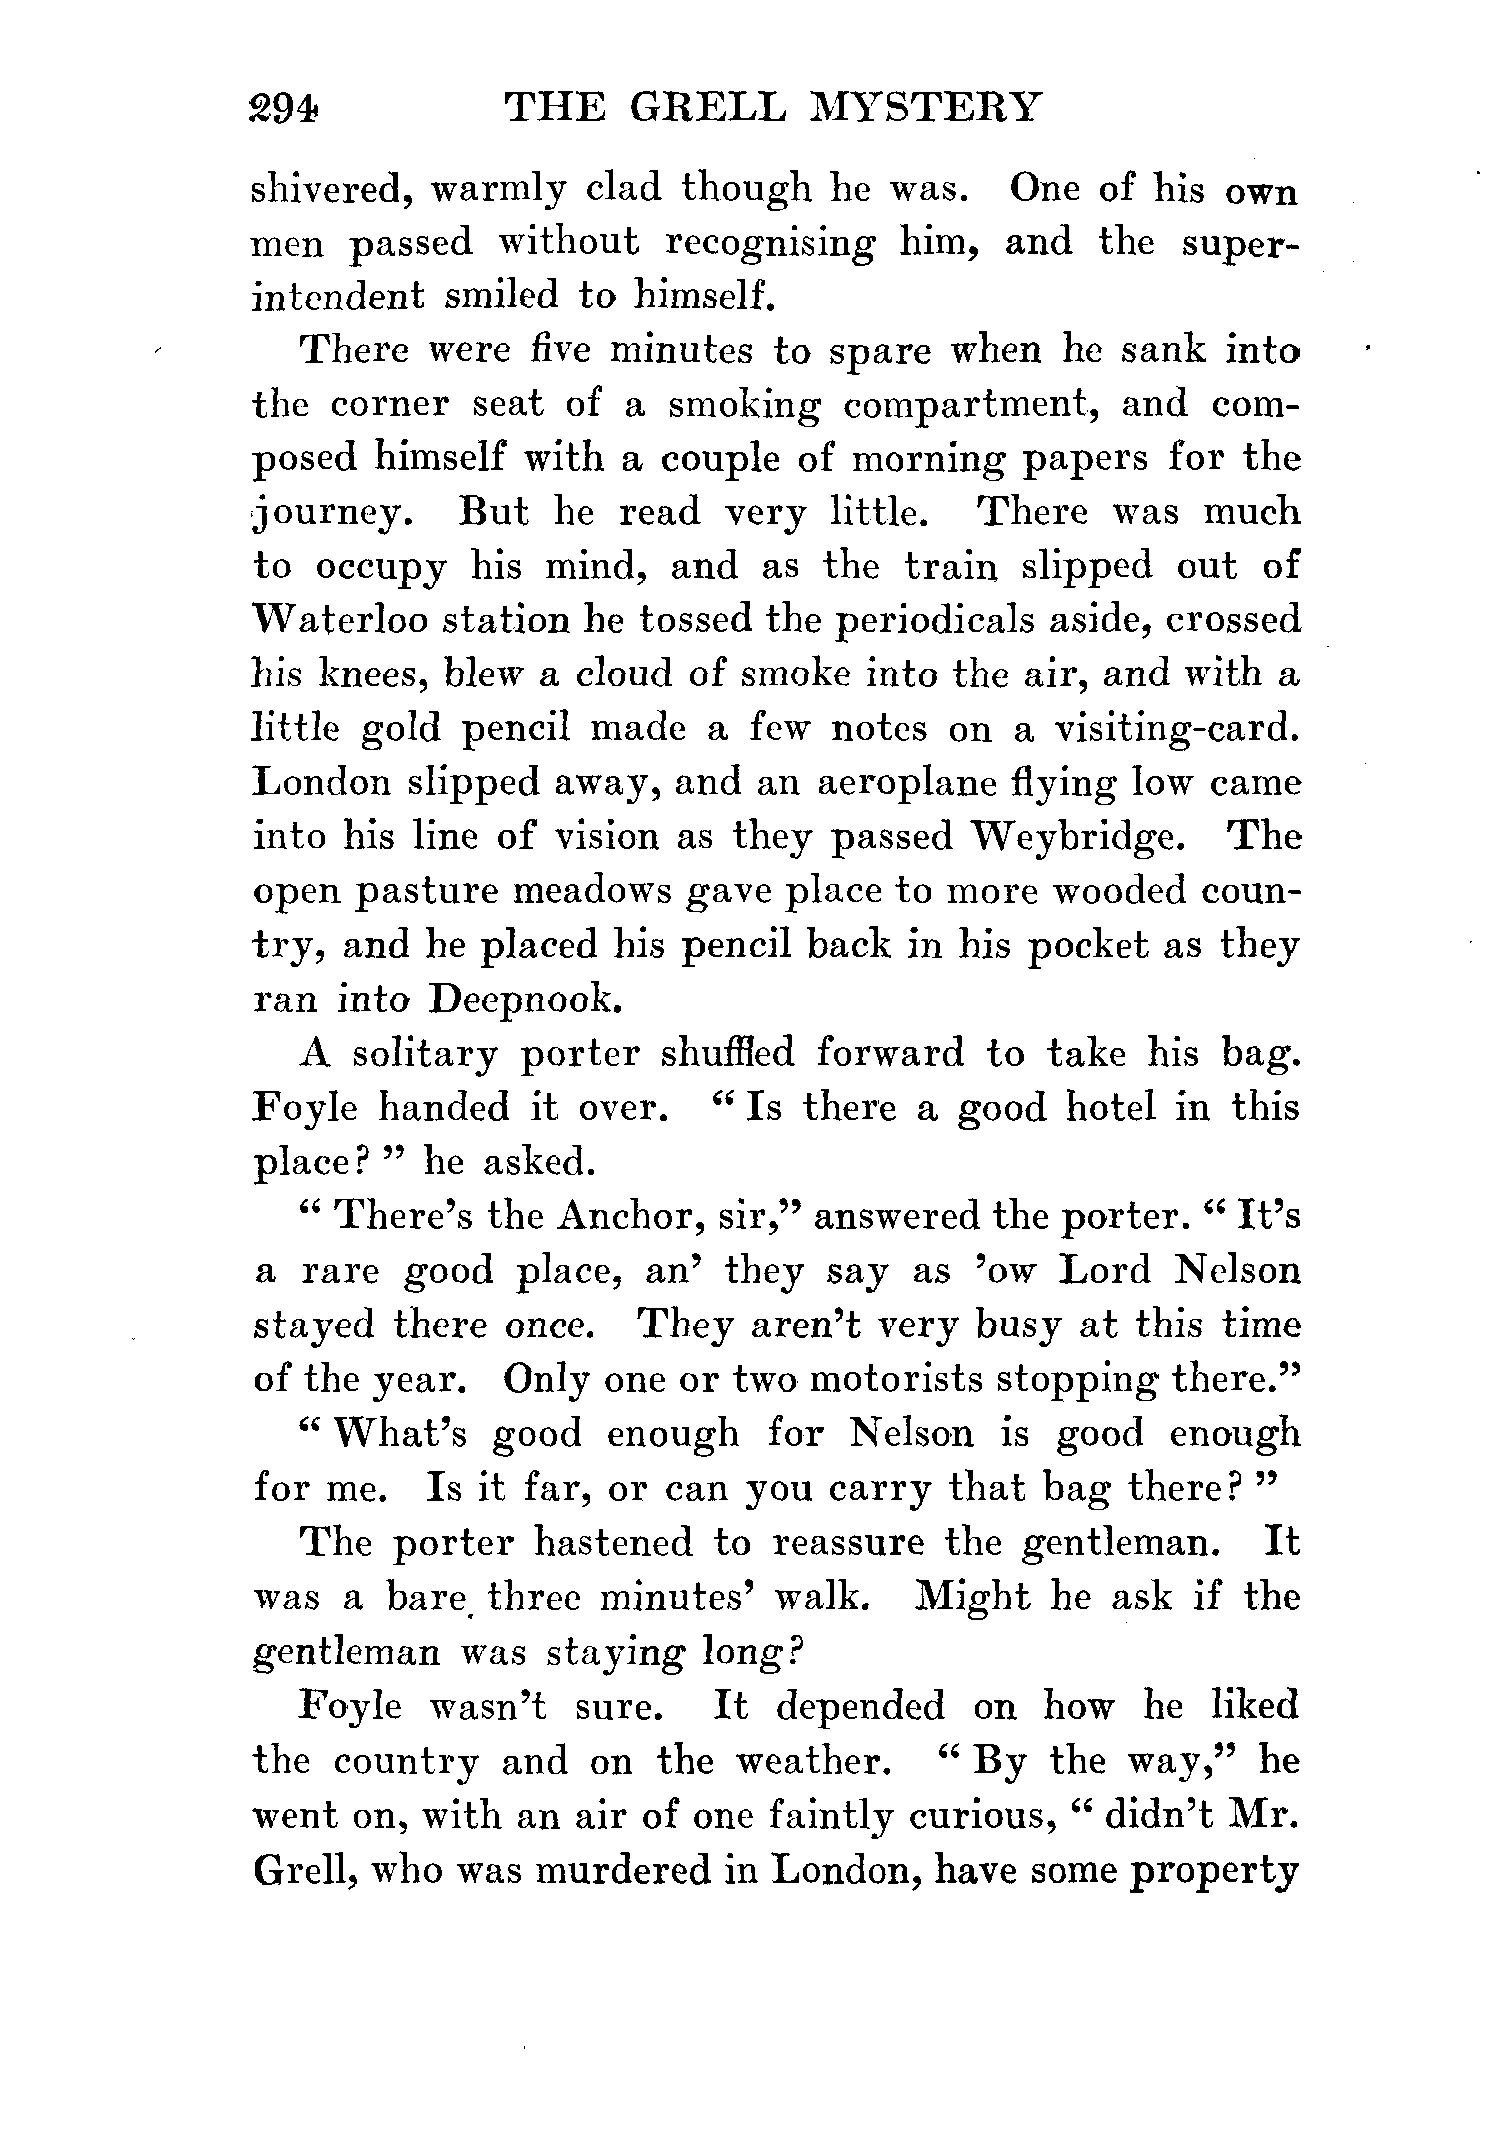 294 THE GRELL MYSTERY
shivered, warmly clad though he was. One of his own
men passed without recognising him, and the super-
intendent smiled to himself.
There were five minutes to spare when he sank into
the corner seat of a smoking compartment, and com-
posed himself with a couple of morning papers for the
journey. But he read very little. There was much
to occupy his mind, and as the train slipped out of
Waterloo station he tossed the periodicals aside, crossed
his knees, blew a cloud of smoke into the air, and with a
little gold pencil made a few notes on a visiting-card.
London slipped away, and an aeroplane flying low came
into his line of vision as they passed Weybridge. The
open pasture meadows gave place to more wooded coun-
try, and he placed his pencil back in his pocket as they
ran into Deepnook.
A solitary porter shuffled forward to take his bag.
Foyle handed it over. “ Is there a good hotel in this
place? ” he asked.
“ There’s the Anchor, sir,” answered the porter. “ It’s
a rare good place, an’ they say as ’ow Lord Nelson
stayed there once. They aren’t very busy at this time
of the year. Only one or two motorists stopping there.”
“ What’s good enough for Nelson is good enough
for me. Is it far, or can you carry that bag there? ”
The porter hastened to reassure the gentleman. It
was a bare three minutes’ walk. Might he ask if the
gentleman was staying long?
Foyle wasn’t sure. It depended on how he liked
the country and on the weather. “ By the way,” he
went on, with an air of one faintly curious, “ didn’t Mr.
Grell, who was murdered in London, have some property